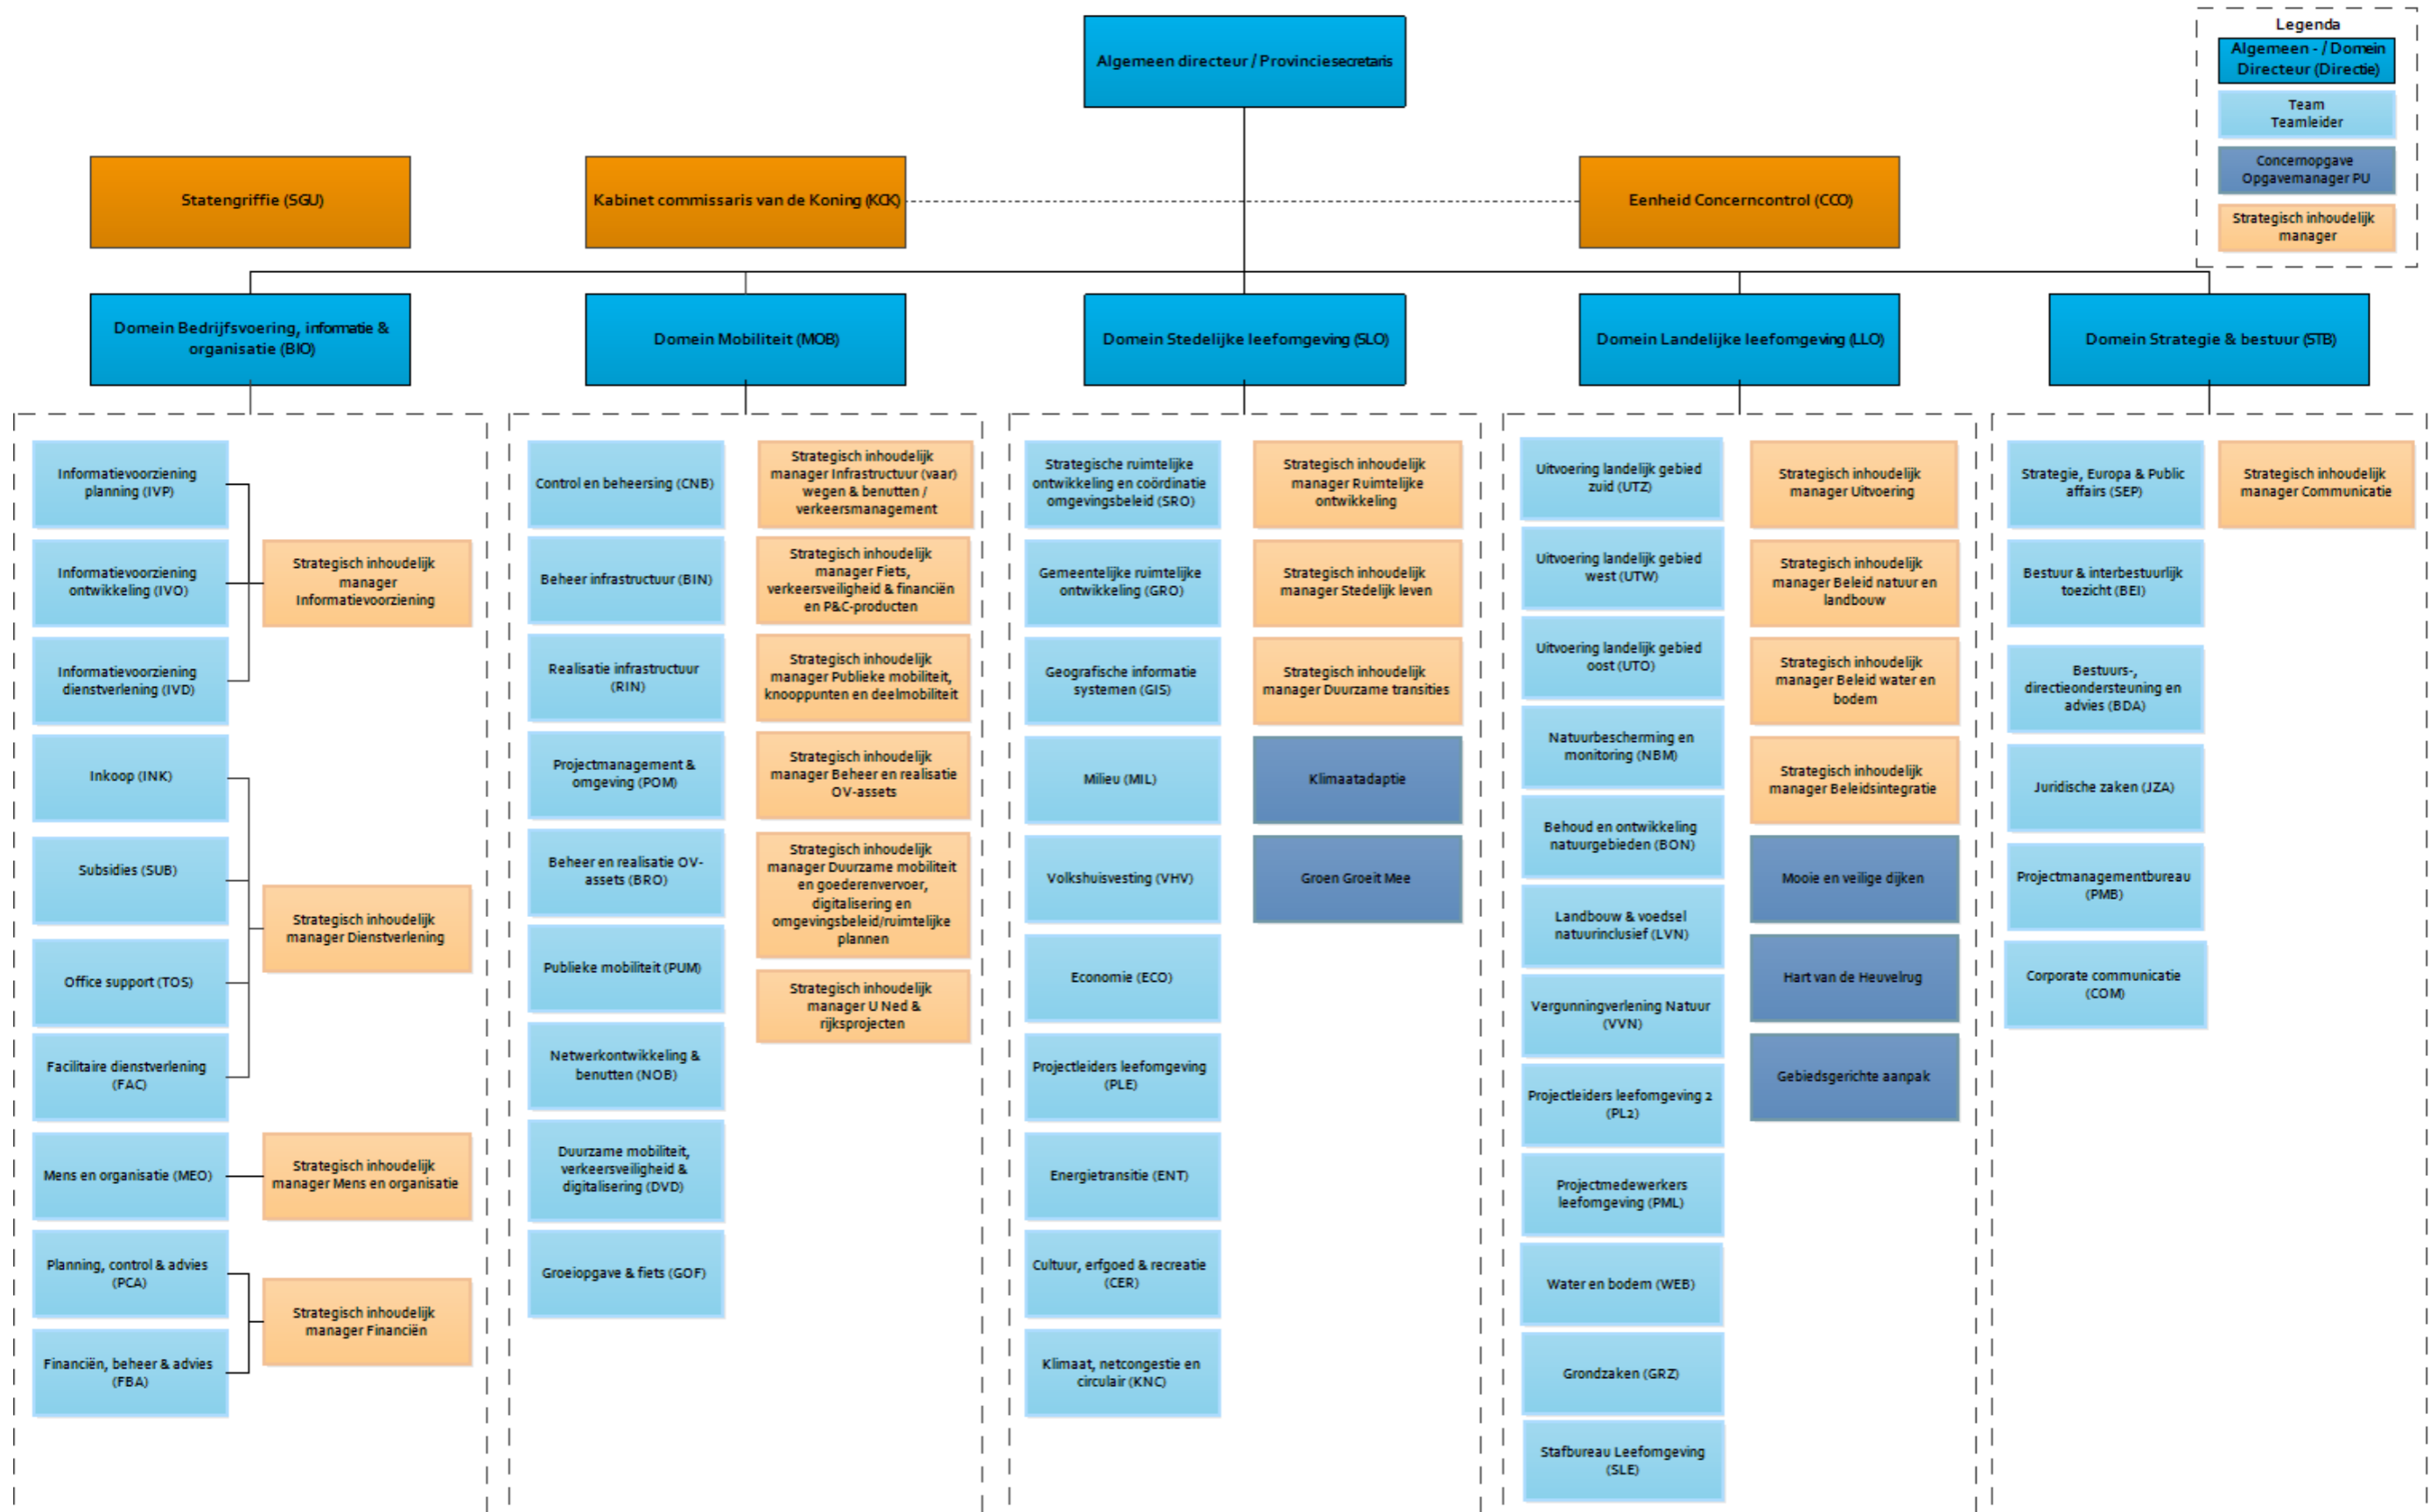 Algemeen directeur / Provinciesecretaris
Legenda
Algemeen - / Domein
Directeur (Directie)
Team
Teamleider
Concernopgave
Opgavemanager PU
Strategisch inhoudelijk
manager
Statengriffie (SGU)
Kabinet commissaris van de Koning (KCK)
Eenheid Concerncontrol (CCO)
Domein Bedrijfsvoering, informatie &
organisatie (BIO)
Domein Mobiliteit (MOB)
Domein Stedelijke leefomgeving (SLO)
Domein Landelijke leefomgeving (LLO)
Domein Strategie & bestuur (STB)
Informatievoorziening
planning (IVP)
Informatievoorziening
ontwikkeling (IVO)
Informatievoorziening
dienstverlening (IVD)
Inkoop (INK)
Subsidies (SUB)
Office support (TOS)
Facilitaire dienstverlening
(FAC)
Mens en organisatie (MEO)
Planning, control & advies
(PCA)
Financiën, beheer & advies
(FBA)
Strategisch inhoudelijk
manager
Informatievoorziening
Strategisch inhoudelijk
manager Dienstverlening
Strategisch inhoudelijk
manager Mens en organisatie
Strategisch inhoudelijk
manager Financiën
Control en beheersing (CNB)
Beheer infrastructuur (BIN)
Realisatie infrastructuur
(RIN)
Projectmanagement &
omgeving (POM)
Beheer en realisatie OV-
assets (BRO)
Publieke mobiliteit (PUM)
Netwerkontwikkeling &
benutten (NOB)
Duurzame mobiliteit,
verkeersveiligheid &
digitalisering (DVD)
Groeiopgave & fiets (GOF)
Strategisch inhoudelijk
manager Infrastructuur (vaar)
wegen & benutten /
verkeersmanagement
Strategisch inhoudelijk
manager Fiets,
verkeersveiligheid & financiën
en P&C-producten
Strategisch inhoudelijk
manager Publieke mobiliteit,
knooppunten en deelmobiliteit
Strategisch inhoudelijk
manager Beheer en realisatie
OV-assets
Strategisch inhoudelijk
manager Duurzame mobiliteit
en goederenvervoer,
digitalisering en
omgevingsbeleid/ruimtelijke
plannen
Strategisch inhoudelijk
manager U Ned &
rijksprojecten
Strategische ruimtelijke
ontwikkeling en coördinatie
omgevingsbeleid (SRO)
Gemeentelijke ruimtelijke
ontwikkeling (GRO)
Geografische informatie
systemen (GIS)
Milieu (MIL)
Volkshuisvesting (VHV)
Economie (ECO)
Projectleiders leefomgeving
(PLE)
Energietransitie (ENT)
Cultuur, erfgoed & recreatie
(CER)
Klimaat, netcongestie en
circulair (KNC)
Strategisch inhoudelijk
manager Ruimtelijke
ontwikkeling
Strategisch inhoudelijk
manager Stedelijk leven
Strategisch inhoudelijk
manager Duurzame transities
Klimaatadaptie
Groen Groeit Mee
Uitvoering landelijk gebied
zuid (UTZ)
Uitvoering landelijk gebied
west (UTW)
Uitvoering landelijk gebied
oost (UTO)
Natuurbescherming en
monitoring (NBM)
Behoud en ontwikkeling
natuurgebieden (BON)
Landbouw & voedsel
natuurinclusief (LVN)
Vergunningverlening Natuur
(VVN)
Projectleiders leefomgeving 2
(PL2)
Projectmedewerkers
leefomgeving (PML)
Water en bodem (WEB)
Grondzaken (GRZ)
Stafbureau Leefomgeving
(SLE)
Strategisch inhoudelijk
manager Uitvoering
Strategisch inhoudelijk
manager Beleid natuur en
landbouw
Strategisch inhoudelijk
manager Beleid water en
bodem
Strategisch inhoudelijk
manager Beleidsintegratie
Mooie en veilige dijken
Hart van de Heuvelrug
Gebiedsgerichte aanpak
Strategie, Europa & Public
affairs (SEP)
Bestuur & interbestuurlijk
toezicht (BEI)
Bestuurs-,
directieondersteuning en
advies (BDA)
Juridische zaken (JZA)
Projectmanagementbureau
(PMB)
Corporate communicatie
(COM)
Strategisch inhoudelijk
manager Communicatie